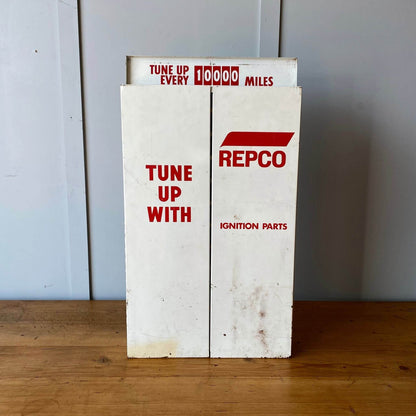 TUNE UP
EVERY 10000 MILES
TUNE
UP
WITH
REPCO
IGNITION PARTS